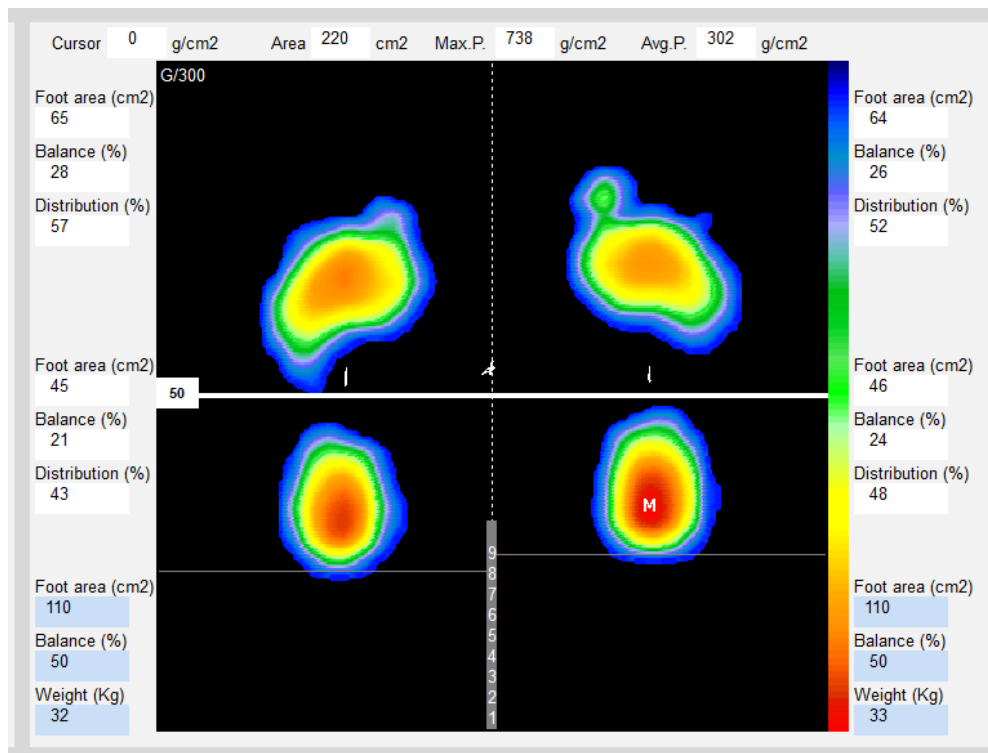 Cursor 0 g/cm2 Area 220 cm2 Max.P. 738 g/cm2 Avg.P. 302 g/cm2
G/300
Foot area (cm2)
65
Balance (%)
28
Distribution (%)
57
Foot area (cm2)
64
Balance (%)
26
Distribution (%)
52
Foot area (cm2)
45
Balance (%)
21
Distribution (%)
43
50
Foot area (cm2)
46
Balance (%)
24
Distribution (%)
48
M
9
8
7
6
5
4
3
2
1
Foot area (cm2)
110
Balance (%)
50
Weight (Kg)
32
Foot area (cm2)
110
Balance (%)
50
Weight (Kg)
33